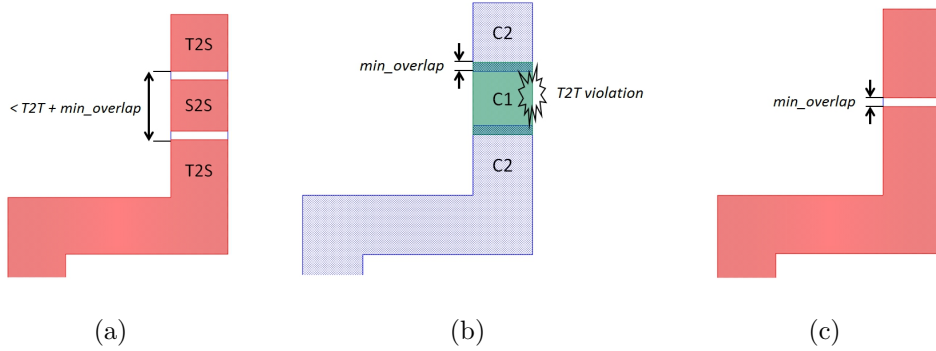 T2S
< T2T + min_overlap
S2S
T2S
(a)
C2
min_overlap
C1
T2T violation
C2
(b)
min_overlap
(c)